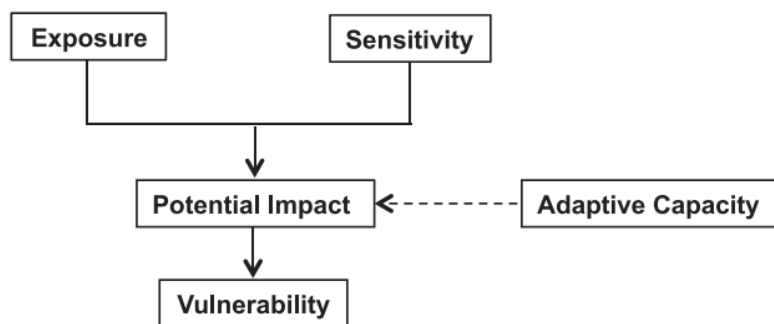 Exposure
Sensitivity
Potential Impact
Adaptive Capacity
Vulnerability